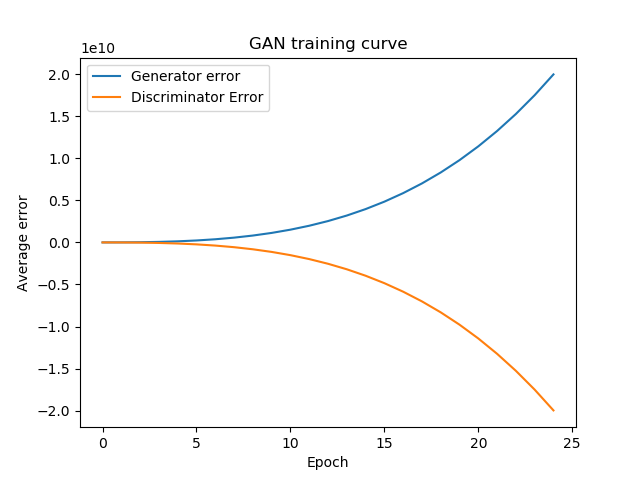 GAN training curve
1e10
Generator error
Discriminator Error
2.0
1.5
1.0
0.5
0.0
−0.5
−1.0
−1.5
−2.0
Average error
0 5 10 15 20 25
Epoch